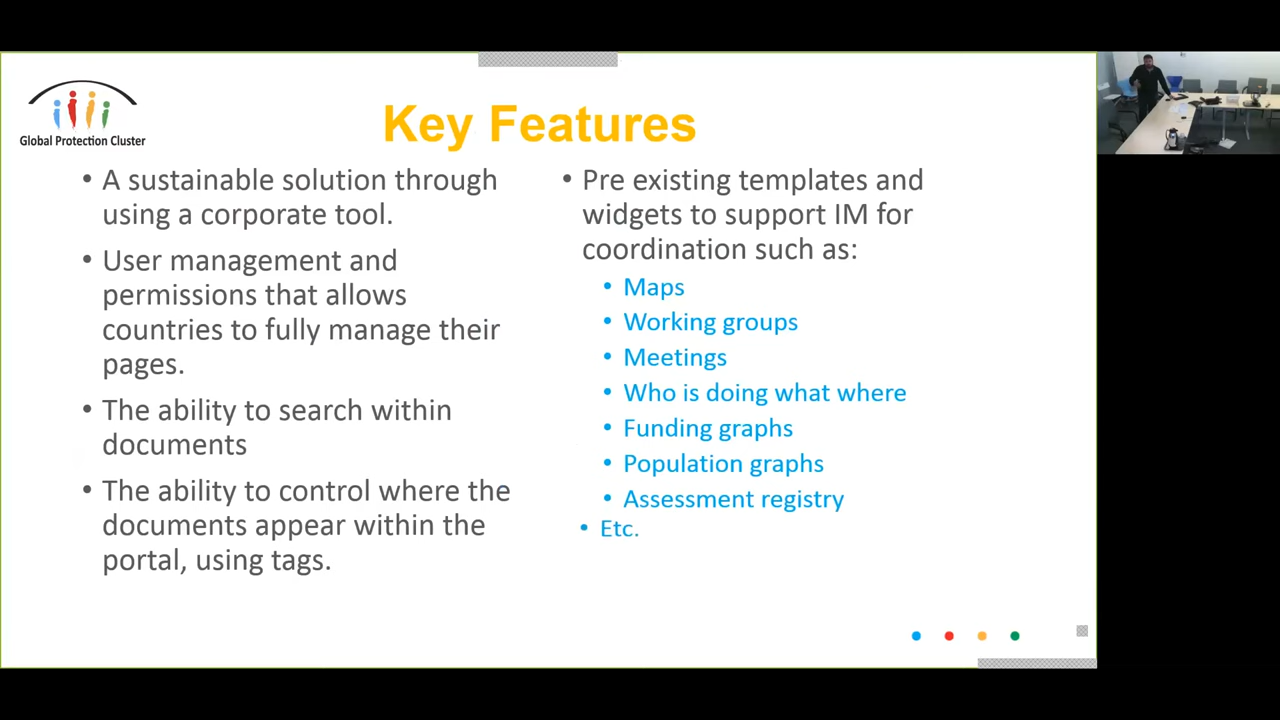 Global Protection Cluster
Key Features
• A sustainable solution through
using a corporate tool.
• User management and
permissions that allows
countries to fully manage their
pages.
• The ability to search within
documents
• The ability to control where the
documents appear within the
portal, using tags.
• Pre existing templates and
widgets to support IM for
coordination such as:
• Maps
• Working groups
• Meetings
• Who is doing what where
• Funding graphs
• Population graphs
• Assessment registry
• Etc.